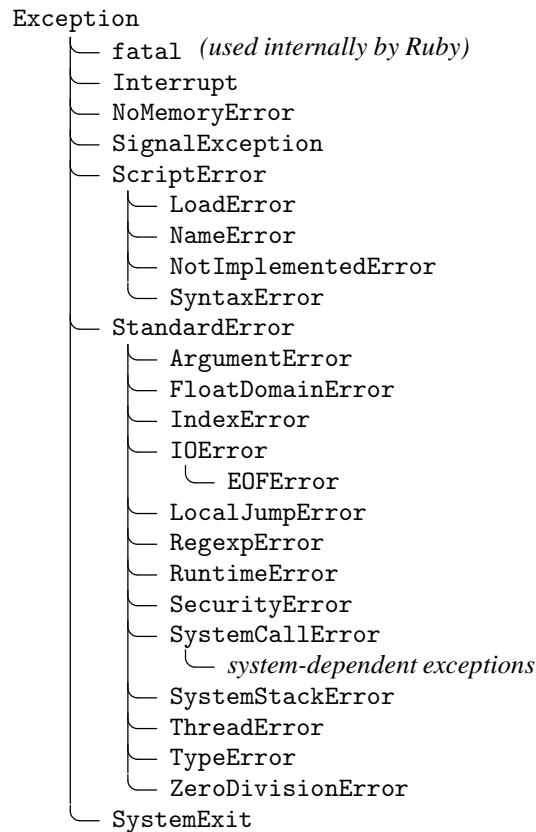 Exception
fatal (used internally by Ruby)
Interrupt
NoMemoryError
SignalException
ScriptError
LoadError
NameError
NotImplementedError
SyntaxError
StandardError
ArgumentError
FloatDomainError
IndexError
IOError
EOFError
LocalJumpError
RegexpError
RuntimeError
SecurityError
SystemCallError
system-dependent exceptions
SystemStackError
ThreadError
TypeError
ZeroDivisionError
SystemExit